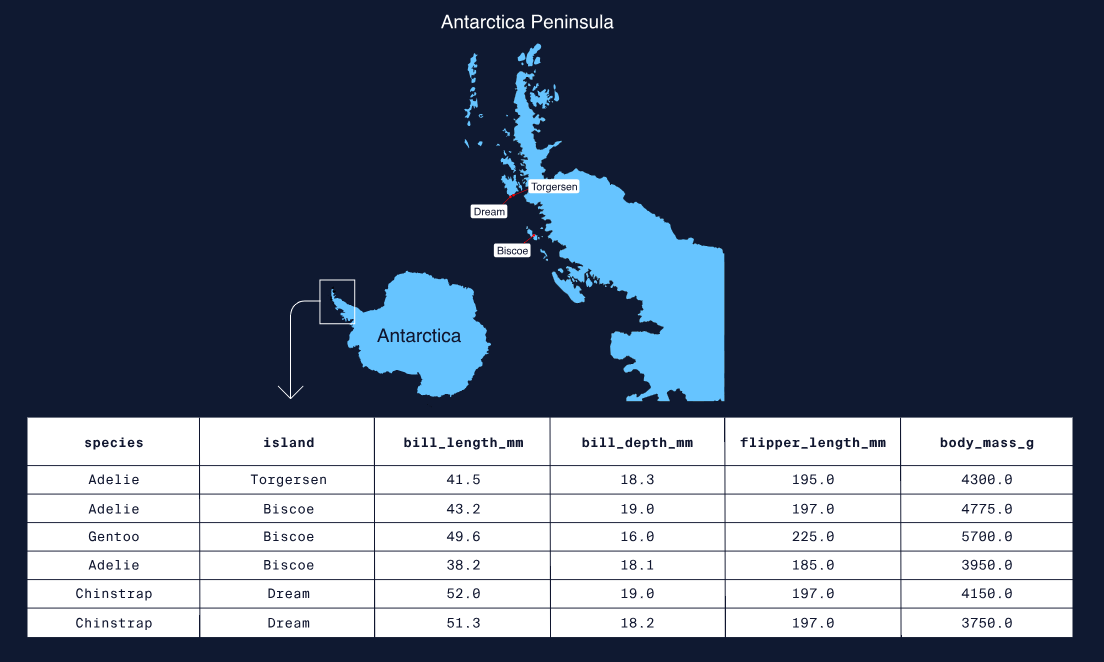 Antarctica Peninsula
Torgersen
Dream
Biscoe
Antarctica
species island bill_length_mm bill_depth_mm flipper_length_mm body_mass_g
Adelie Torgersen 41.5 18.3 195.0 4300.0
Adelie Biscoe 43.2 19.0 197.0 4775.0
Gentoo Biscoe 49.6 16.0 225.0 5700.0
Adelie Biscoe 38.2 18.1 185.0 3950.0
Chinstrap Dream 52.0 19.0 197.0 4150.0
Chinstrap Dream 51.3 18.2 197.0 3750.0